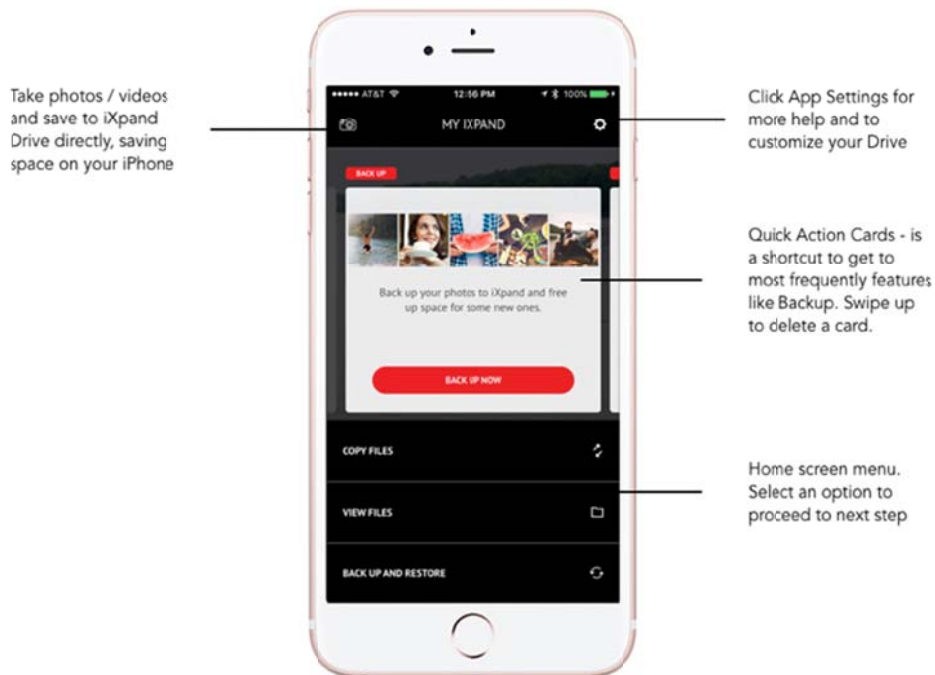 Take photos / videos
and save to iXpand
Drive directly, saving
space on your iPhone
AT&T 12:56 PM 100%
MY IXPAND
BACK UP
Back up your photos to iXpand and free
up space for some new ones.
BACK UP NOW
COPY FILES
VIEW FILES
BACK UP AND RESTORE
Click App Settings for
more help and to
customize your Drive
Quick Action Cards - is
a shortcut to get to
most frequently features
like Backup. Swipe up
to delete a card.
Home screen menu.
Select an option to
proceed to next step